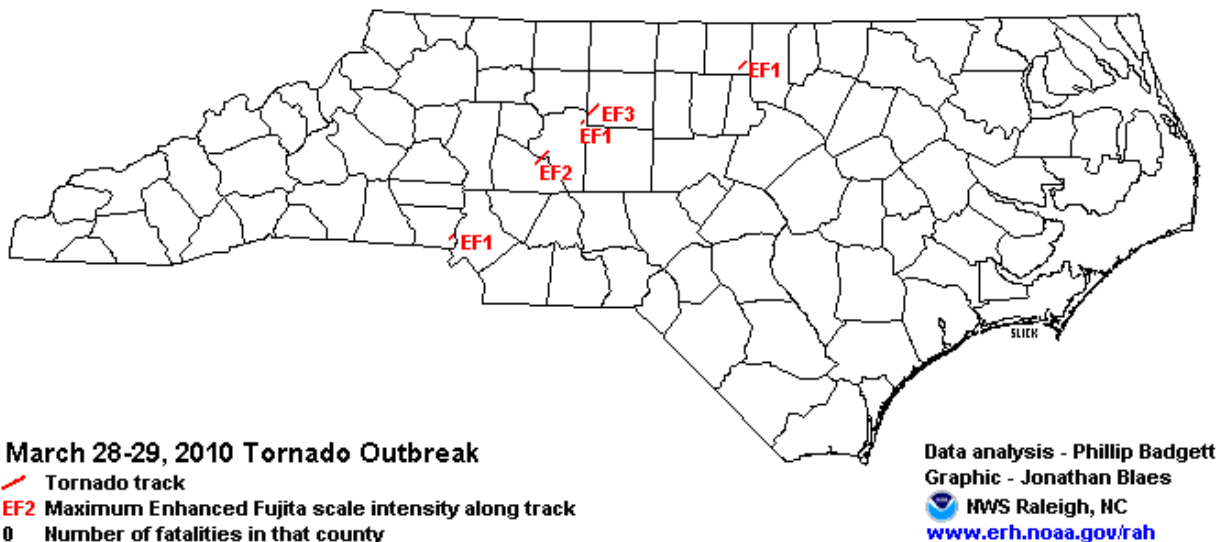 EF1
EF3
EF1
EF2
EF1
SLICK
March 28-29, 2010 Tornado Outbreak
Tornado track
EF2 Maximum Enhanced Fujita scale intensity along track
0 Number of fatalities in that county
Data analysis - Phillip Badgett
Graphic - Jonathan Blaes
NWS Raleigh, NC
www.erh.noaa.gov/rah